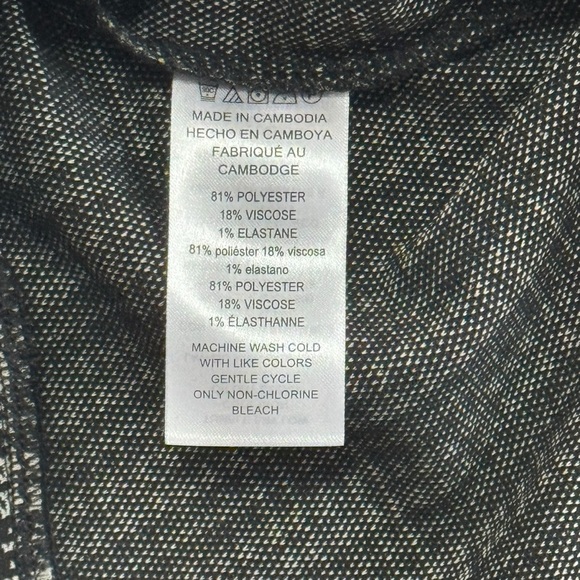 MADE IN CAMBODIA
HECHO EN CAMBOYA
FABRIQUÉ AU
CAMBODGE
81% POLYESTER
18% VISCOSE
1% ELASTANE
81% poliéster 18% viscosa
1% elastano
81% POLYESTER
18% VISCOSE
1% ÉLASTHANNE
MACHINE WASH COLD
WITH LIKE COLORS
GENTLE CYCLE
ONLY NON-CHLORINE
BLEACH